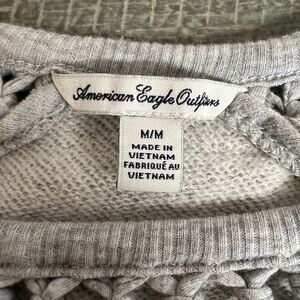 American Eagle Outfitters
M/M
MADE IN
VIETNAM
FABRIQUÉ AU
VIETNAM